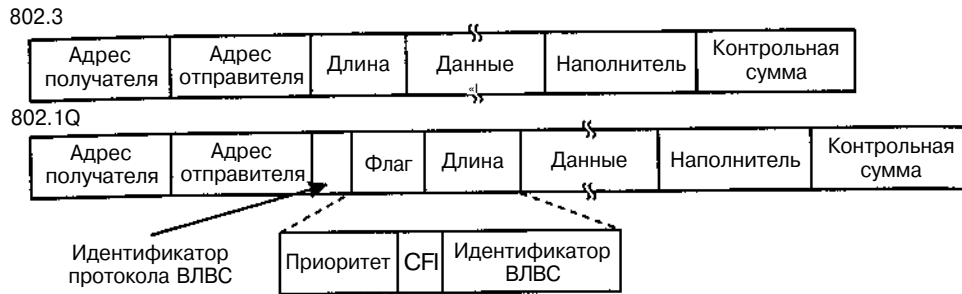 802.3
Адрес получателя
Адрес отправителя
Длина
Данные
Наполнитель
Контрольная сумма
802.1Q
Адрес получателя
Адрес отправителя
Флаг
Длина
Данные
Наполнитель
Контрольная сумма
Идентификатор протокола ВЛВС
Приоритет
CFI
Идентификатор ВЛВС